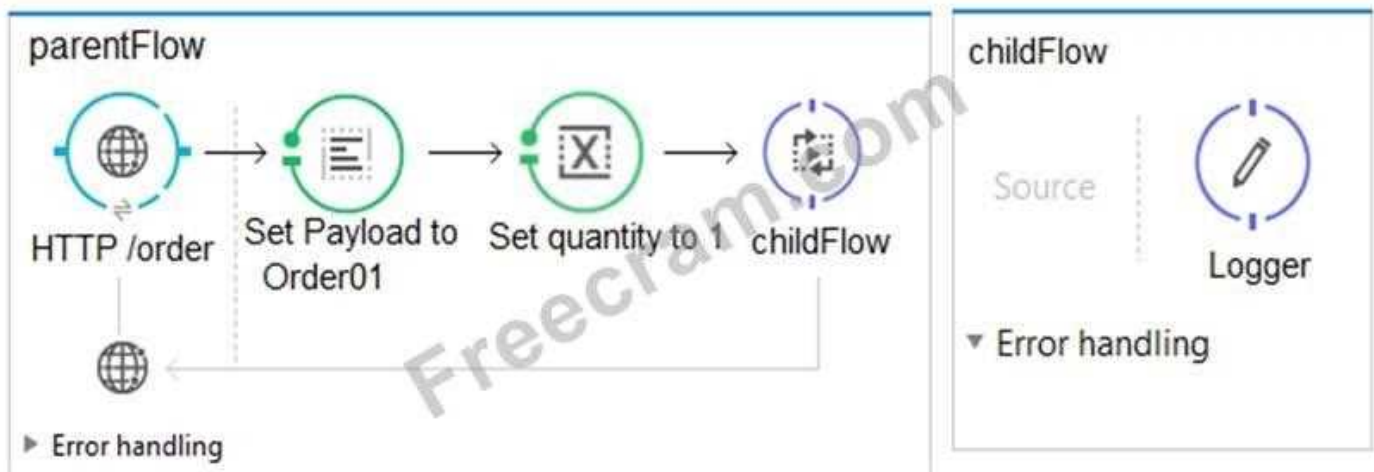 parentFlow
HTTP /order
Set Payload to
Order01
Set quantity to 1
childFlow
Error handling
childFlow
Source
Logger
Error handling
Freecram.com